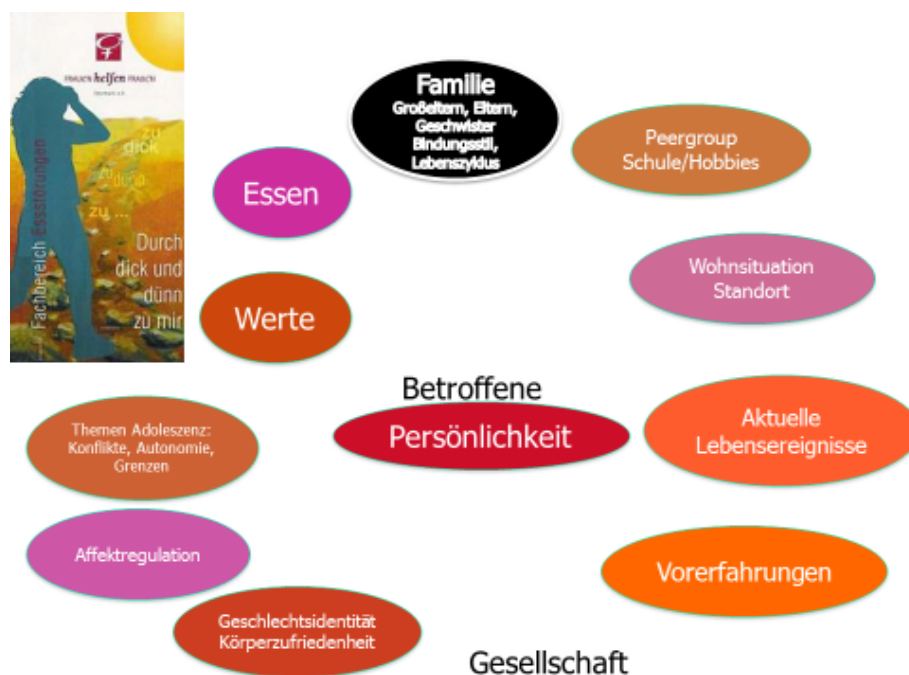 FRAUEN helfen FRAUEN
zu
dick
zu
dünn
zu ...
Durch
dick und
dünn
zu mir
Fachbereich Essstörungen
Familie
Großeltern, Eltern,
Geschwister
Bindungsstil,
Lebenszyklus
Peergroup
Schule/Hobbies
Essen
Wohnsituation
Standort
Werte
Betroffene
Persönlichkeit
Aktuelle
Lebensereignisse
Themen Adoleszenz:
Konflikte, Autonomie,
Grenzen
Affektregulation
Vorerfahrungen
Geschlechtsidentität
Körperzufriedenheit
Gesellschaft